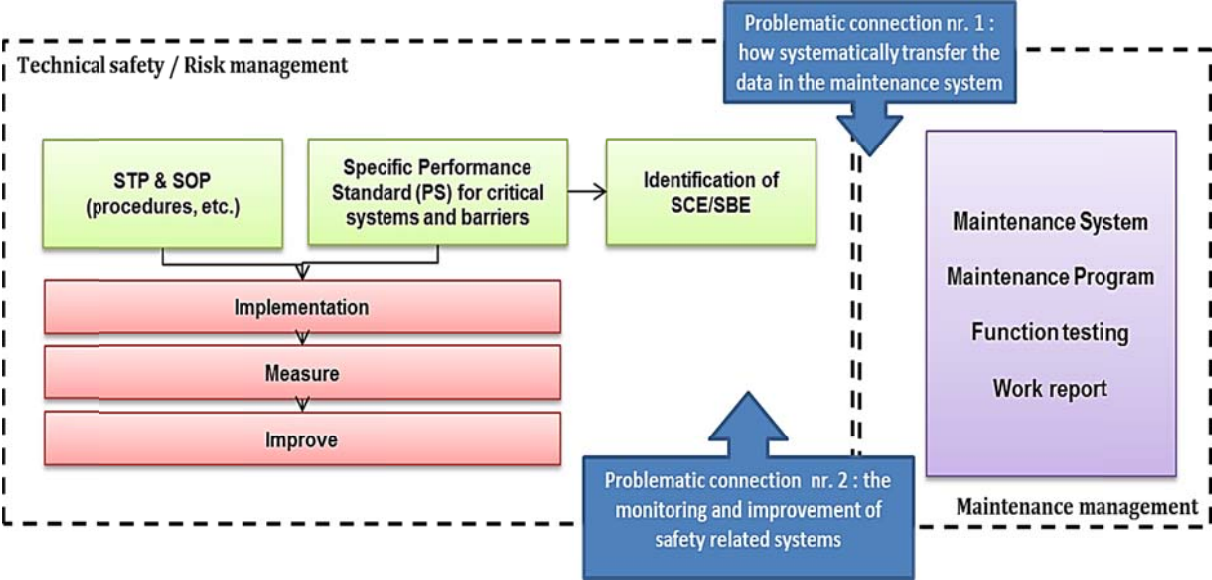 Problematic connection nr. 1 :
how systematically transfer the
data in the maintenance system
Technical safety / Risk management
STP & SOP
(procedures, etc.)
Specific Performance
Standard (PS) for critical
systems and barriers
Identification of
SCE/SBE
Implementation
Measure
Improve
Maintenance System
Maintenance Program
Function testing
Work report
Problematic connection nr. 2 : the
monitoring and improvement of
safety related systems
Maintenance management